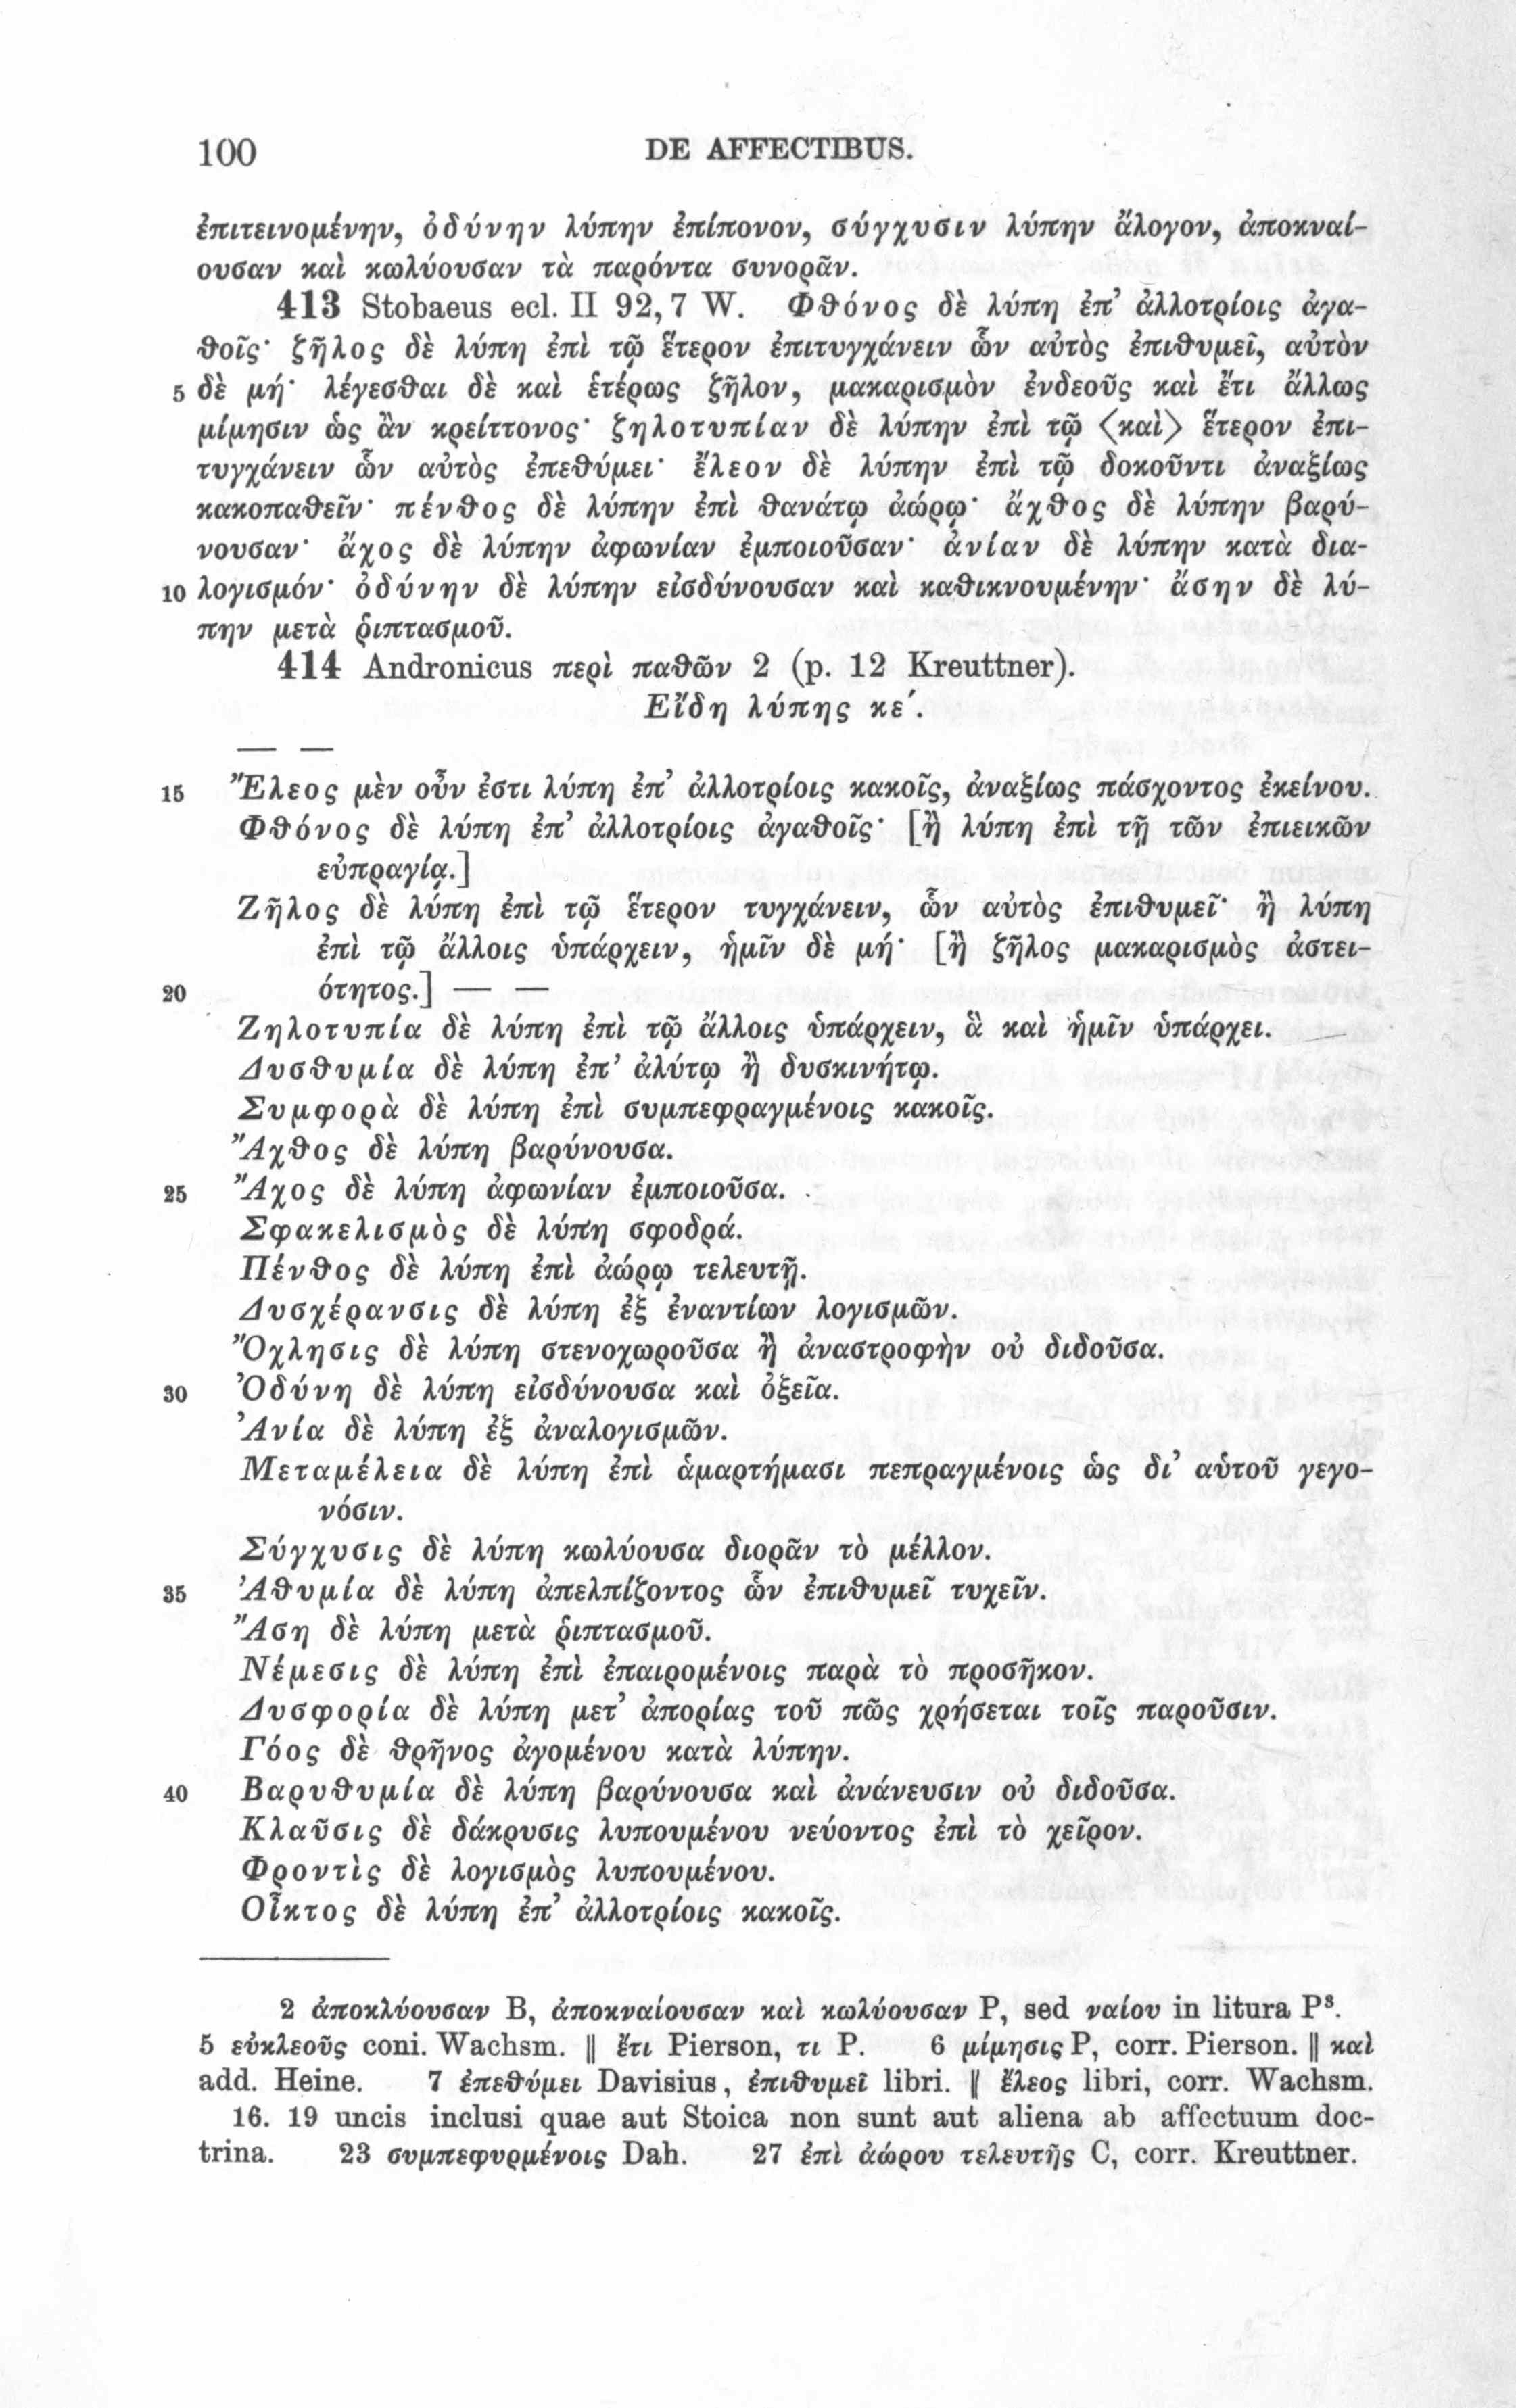 100 DE AFFECTIBUS.
ἐπιτεινομένην, ὀδύνην λύπην ἐπίπονον, σύγχυσιν λύπην ἄλογον, ἀποκναί-
ουσαν καὶ κωλύουσαν τὰ παρόντα συνορᾶν.
413 Stobaeus ecl. II 92, 7 W. Φθόνος δὲ λύπη ἐπ’ ἀλλοτρίοις ἀγα-
θοῖς· ζῆλος δὲ λύπη ἐπὶ τῷ ἕτερον ἐπιτυγχάνειν ὧν αὐτὸς ἐπιθυμεῖ, αὐτὸν
5 δὲ μή· λέγεσθαι δὲ καὶ ἑτέρως ζῆλον, μακαρισμὸν ἐνδεοῦς καὶ ἔτι ἄλλως
μίμησιν ὡς ἂν κρείττονος· ζηλοτυπίαν δὲ λύπην ἐπὶ τῷ 〈καὶ〉 ἕτερον ἐπι-
τυγχάνειν ὧν αὐτὸς ἐπεθύμει· ἔλεον δὲ λύπην ἐπὶ τῷ δοκοῦντι ἀναξίως
κακοπαθεῖν· πένθος δὲ λύπην ἐπὶ θανάτῳ ἀώρῳ· ἄχθος δὲ λύπην βαρύ-
νουσαν· ἄχος δὲ λύπην ἀφωνίαν ἐμποιοῦσαν· ἀνίαν δὲ λύπην κατὰ δια-
10 λογισμόν· ὀδύνην δὲ λύπην εἰσδύνουσαν καὶ καθικνουμένην· ἄσην δὲ λύ-
πην μετὰ ῥιπτασμοῦ.
414 Andronicus περὶ παθῶν 2 (p. 12 Kreuttner).
Εἴδη λύπης κε΄.
— —
15 Ἔλεος μὲν οὖν ἐστι λύπη ἐπ’ ἀλλοτρίοις κακοῖς, ἀναξίως πάσχοντος ἐκείνου.
Φθόνος δὲ λύπη ἐπ’ ἀλλοτρίοις ἀγαθοῖς· [ἢ λύπη ἐπὶ τῇ τῶν ἐπιεικῶν
εὐπραγίᾳ.]
Ζῆλος δὲ λύπη ἐπὶ τῷ ἕτερον τυγχάνειν, ὧν αὐτὸς ἐπιθυμεῖ· ἢ λύπη
ἐπὶ τῷ ἄλλοις ὑπάρχειν, ἡμῖν δὲ μή· [ἢ ζῆλος μακαρισμὸς ἀστει-
20 ότητος.] — —
Ζηλοτυπία δὲ λύπη ἐπὶ τῷ ἄλλοις ὑπάρχειν, ἃ καὶ ἡμῖν ὑπάρχει.
Δυσθυμία δὲ λύπη ἐπ’ ἀλύτῳ ἢ δυσκινήτῳ.
Συμφορὰ δὲ λύπη ἐπὶ συμπεφραγμένοις κακοῖς.
Ἄχθος δὲ λύπη βαρύνουσα.
25 Ἄχος δὲ λύπη ἀφωνίαν ἐμποιοῦσα.
Σφακελισμὸς δὲ λύπη σφοδρά.
Πένθος δὲ λύπη ἐπὶ ἀώρῳ τελευτῇ.
Δυσχέρανσις δὲ λύπη ἐξ ἐναντίων λογισμῶν.
Ὄχλησις δὲ λύπη στενοχωροῦσα ἢ ἀναστροφὴν οὐ διδοῦσα.
30 Ὀδύνη δὲ λύπη εἰσδύνουσα καὶ ὀξεῖα.
Ἀνία δὲ λύπη ἐξ ἀναλογισμῶν.
Μεταμέλεια δὲ λύπη ἐπὶ ἁμαρτήμασι πεπραγμένοις ὡς δι’ αὑτοῦ γεγο-
νόσιν.
Σύγχυσις δὲ λύπη κωλύουσα διορᾶν τὸ μέλλον.
35 Ἀθυμία δὲ λύπη ἀπελπίζοντος ὧν ἐπιθυμεῖ τυχεῖν.
Ἄση δὲ λύπη μετὰ ῥιπτασμοῦ.
Νέμεσις δὲ λύπη ἐπὶ ἐπαιρομένοις παρὰ τὸ προσῆκον.
Δυσφορία δὲ λύπη μετ’ ἀπορίας τοῦ πῶς χρήσεται τοῖς παροῦσιν.
Γόος δὲ θρῆνος ἀγομένου κατὰ λύπην.
40 Βαρυθυμία δὲ λύπη βαρύνουσα καὶ ἀνάνευσιν οὐ διδοῦσα.
Κλαῦσις δὲ δάκρυσις λυπουμένου νεύοντος ἐπὶ τὸ χεῖρον.
Φροντὶς δὲ λογισμὸς λυπουμένου.
Οἶκτος δὲ λύπη ἐπ’ ἀλλοτρίοις κακοῖς.
2 ἀποκλύουσαν B, ἀποκναίουσαν καὶ κωλύουσαν P, sed ναίου in litura P³.
5 εὐκλεοῦς coni. Wachsm. || ἔτι Pierson, τι P. 6 μίμησις P, corr. Pierson. || καὶ
add. Heine. 7 ἐπεθύμει Davisius, ἐπιθυμεῖ libri. || ἔλεος libri, corr. Wachsm.
16. 19 uncis inclusi quae aut Stoica non sunt aut aliena ab affectuum doc-
trina. 23 συμπεφυρμένοις Dah. 27 ἐπὶ ἀώρου τελευτῆς C, corr. Kreuttner.